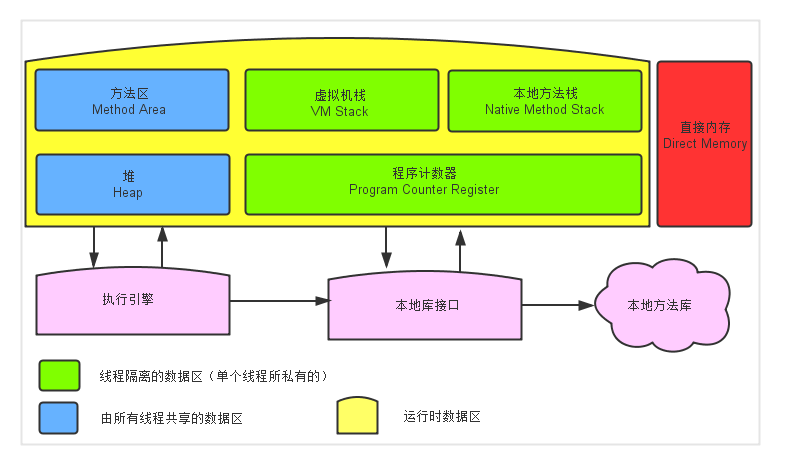 方法区
Method Area
虚拟机栈
VM Stack
本地方法栈
Native Method Stack
直接内存
Direct Memory
堆
Heap
程序计数器
Program Counter Register
执行引擎
本地库接口
本地方法库
线程隔离的数据区（单个线程所私有的）
由所有线程共享的数据区
运行时数据区